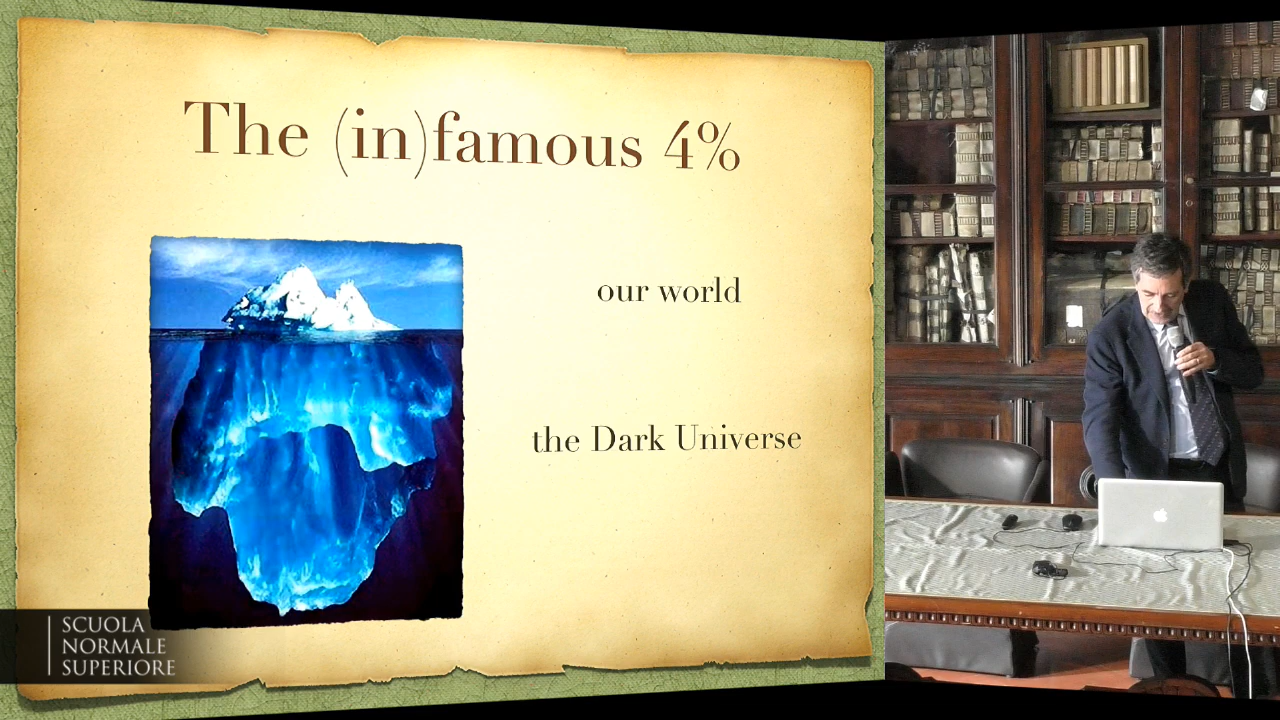 The (in)famous 4%
our world
the Dark Universe
SCUOLA
NORMALE
SUPERIORE